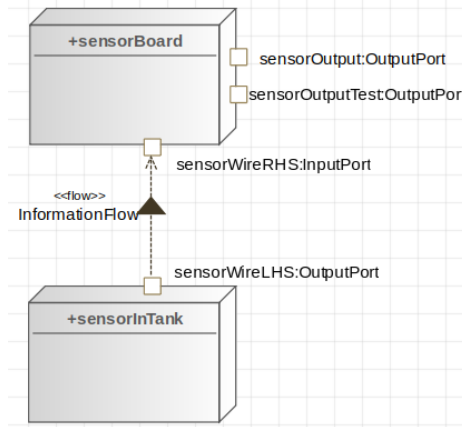 +sensorBoard
sensorOutput:OutputPort
sensorOutputTest:OutputPor
sensorWireRHS:InputPort
<<flow>>
InformationFlow
sensorWireLHS:OutputPort
+sensorInTank